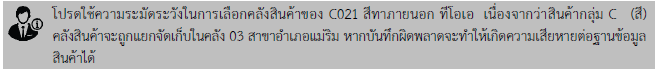 โปรดใช้ความระมัดระวังในการเลือกคลังสินค้าของ C021 สีทาภายนอก ทีโอเอ เนื่องจากว่าสินค้ากลุ่ม C (สี)
คลังสินค้าจะถูกแยกจัดเก็บในคลัง 03 สาขาอำเภอแม่ริม หากบันทึกผิดพลาดจะทำให้เกิดความเสียหายต่อฐานข้อมูล
สินค้าได้